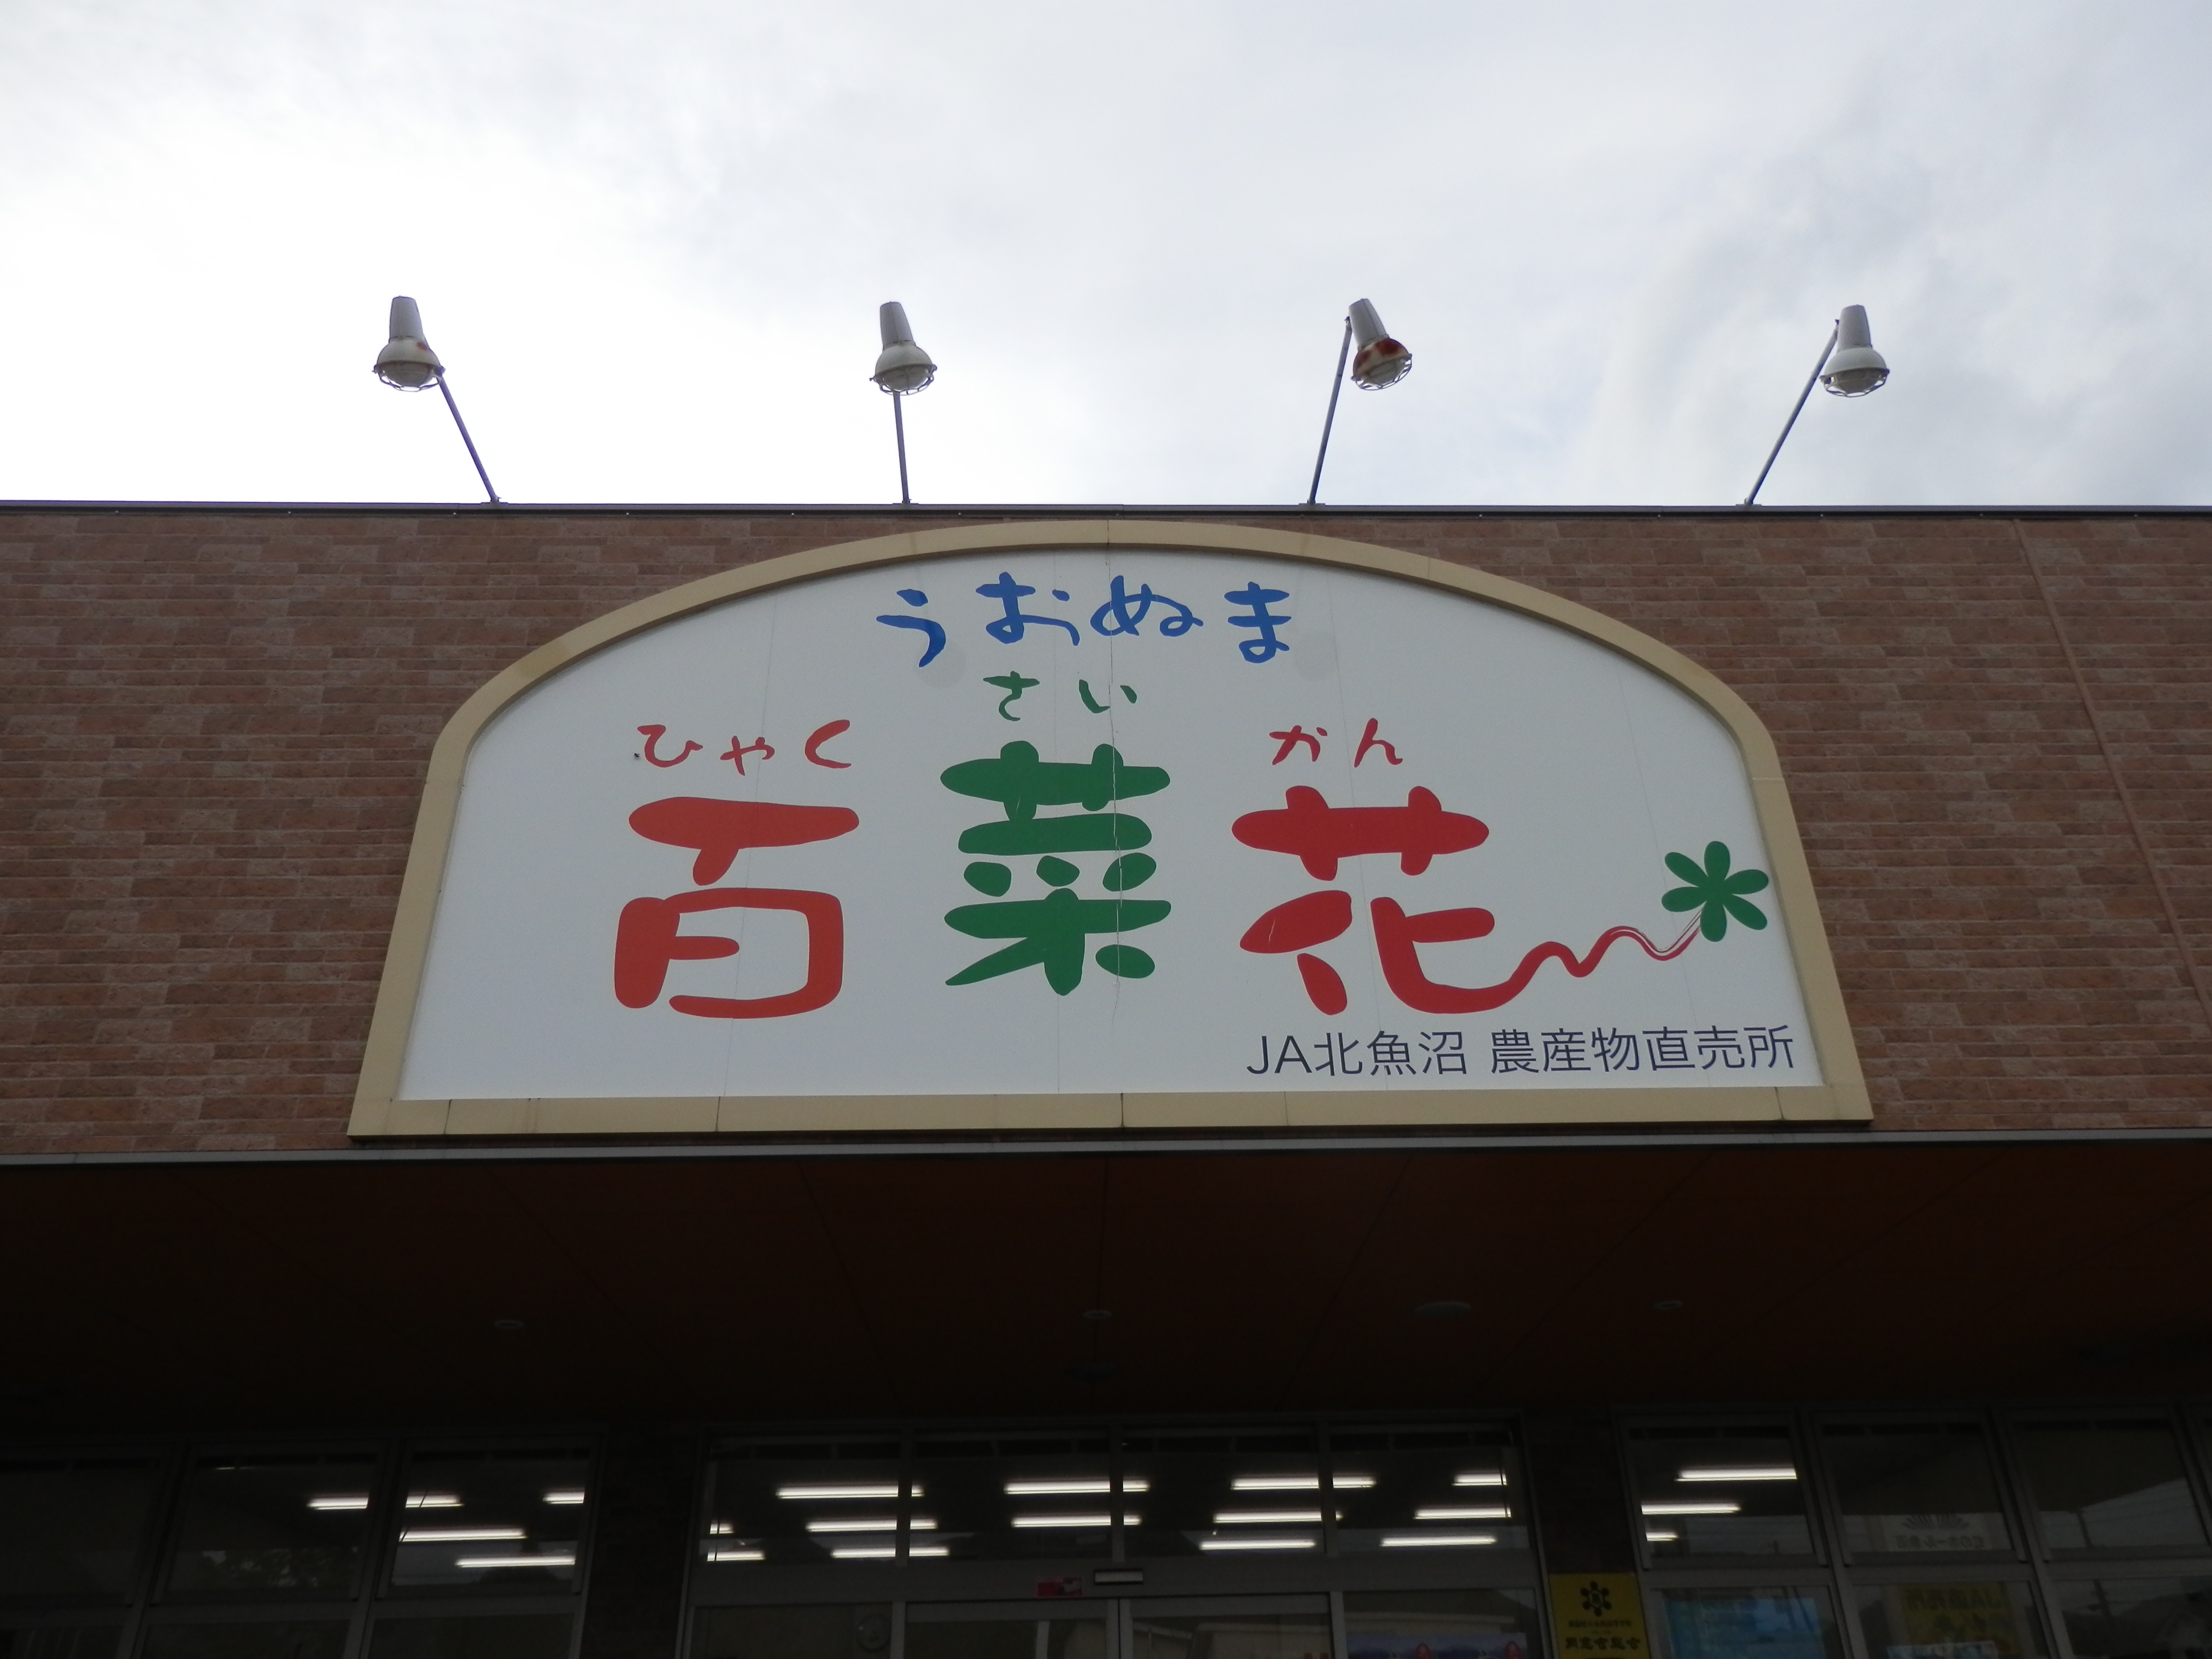 うおぬま
さい
ひゃく かん
百菜花
JA北魚沼 農産物直売所